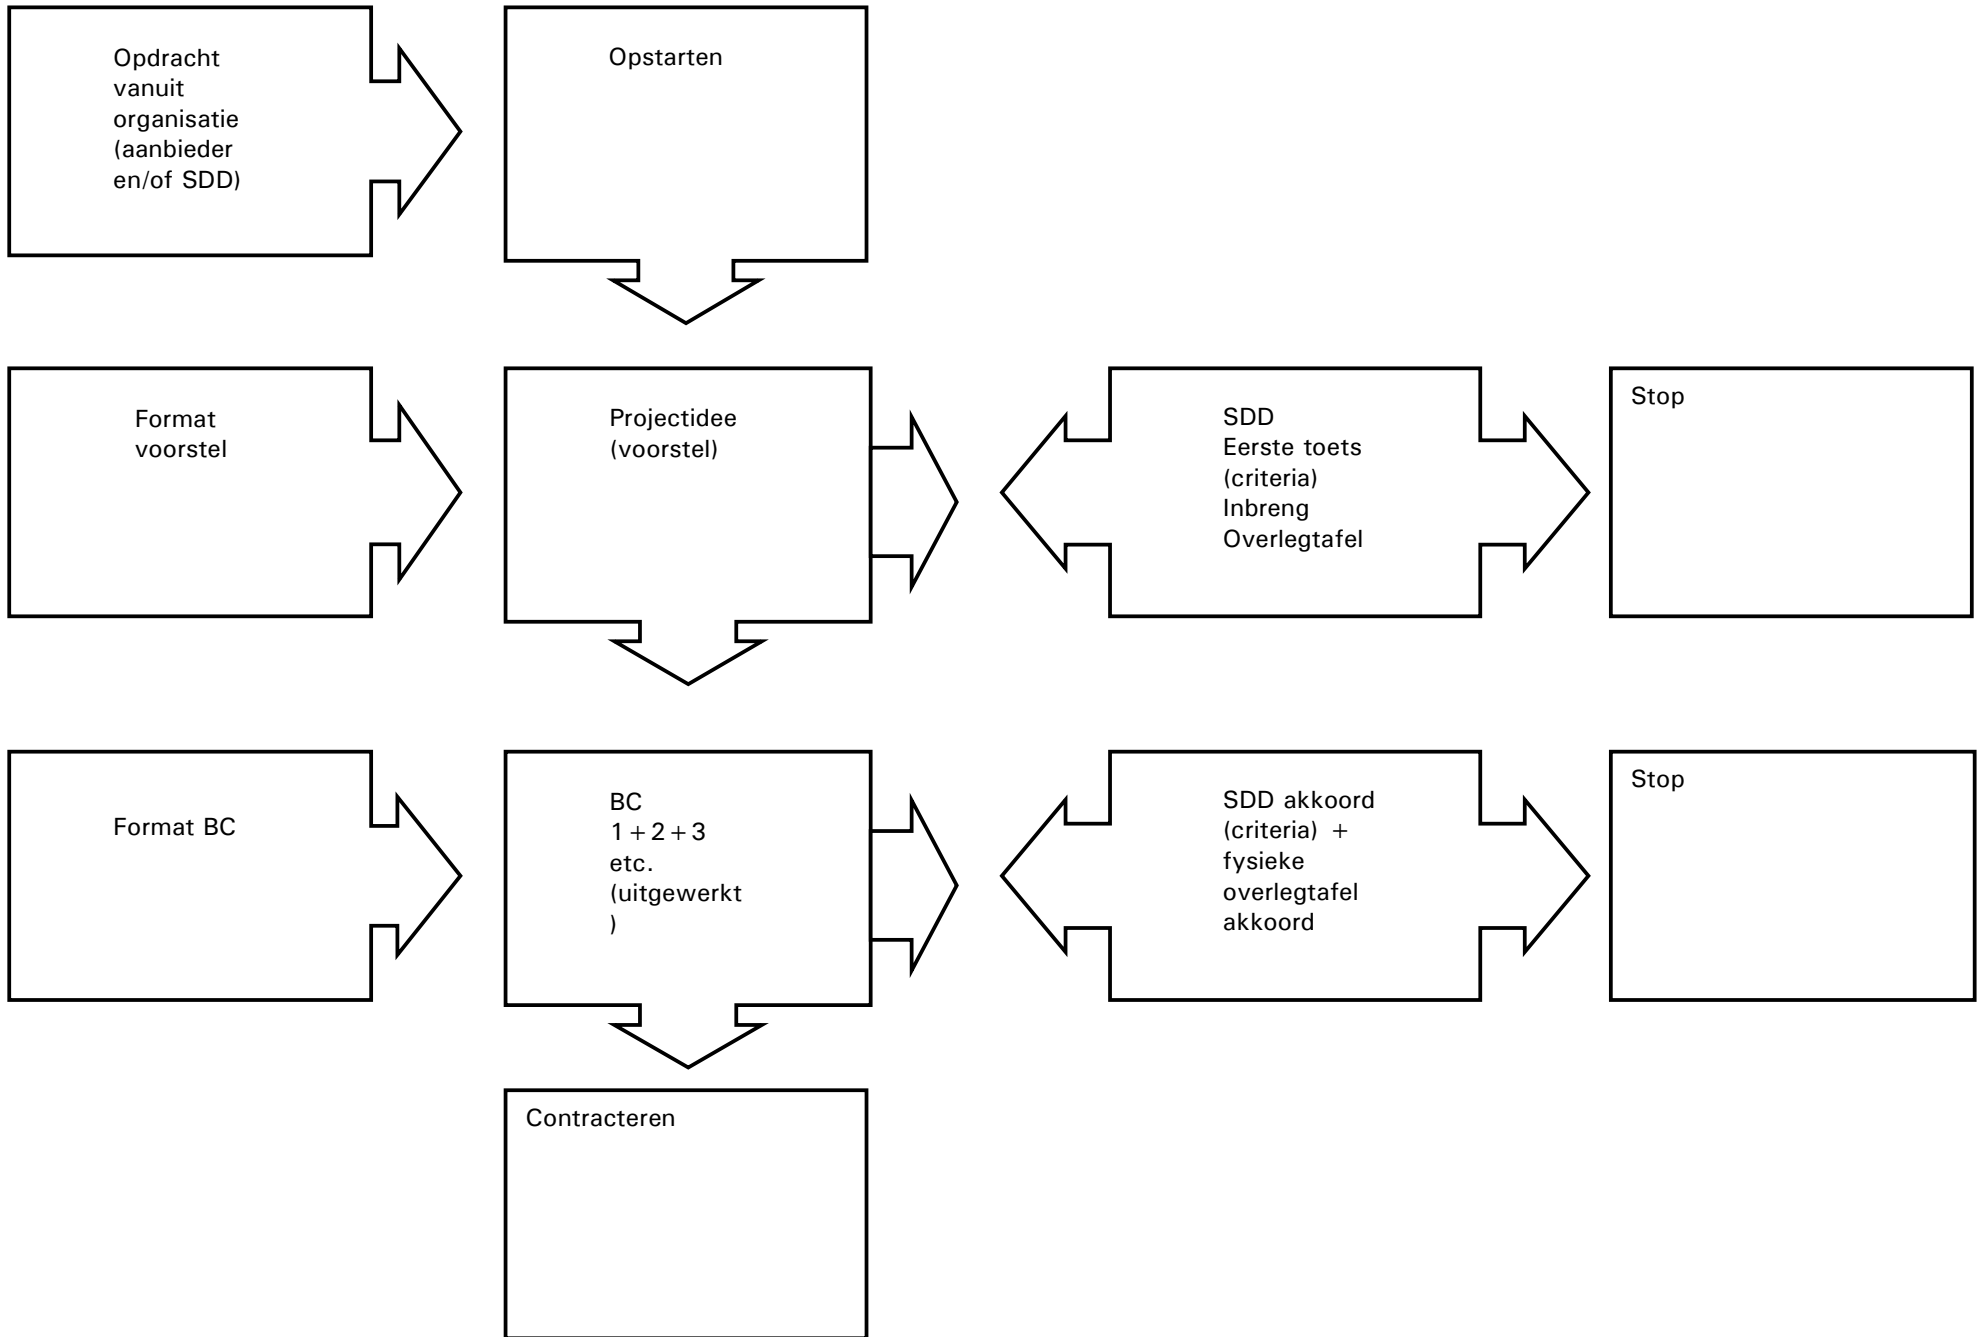 Opdracht
vanuit
organisatie
(aanbieder
en/of SDD)
Opstarten
Format
voorstel
Projectidee
(voorstel)
SDD
Eerste toets
(criteria)
Inbreng
Overlegtafel
Stop
Format BC
BC
1+2+3
etc.
(uitgewerkt
)
SDD akkoord
(criteria) +
fysieke
overlegtafel
akkoord
Stop
Contracteren